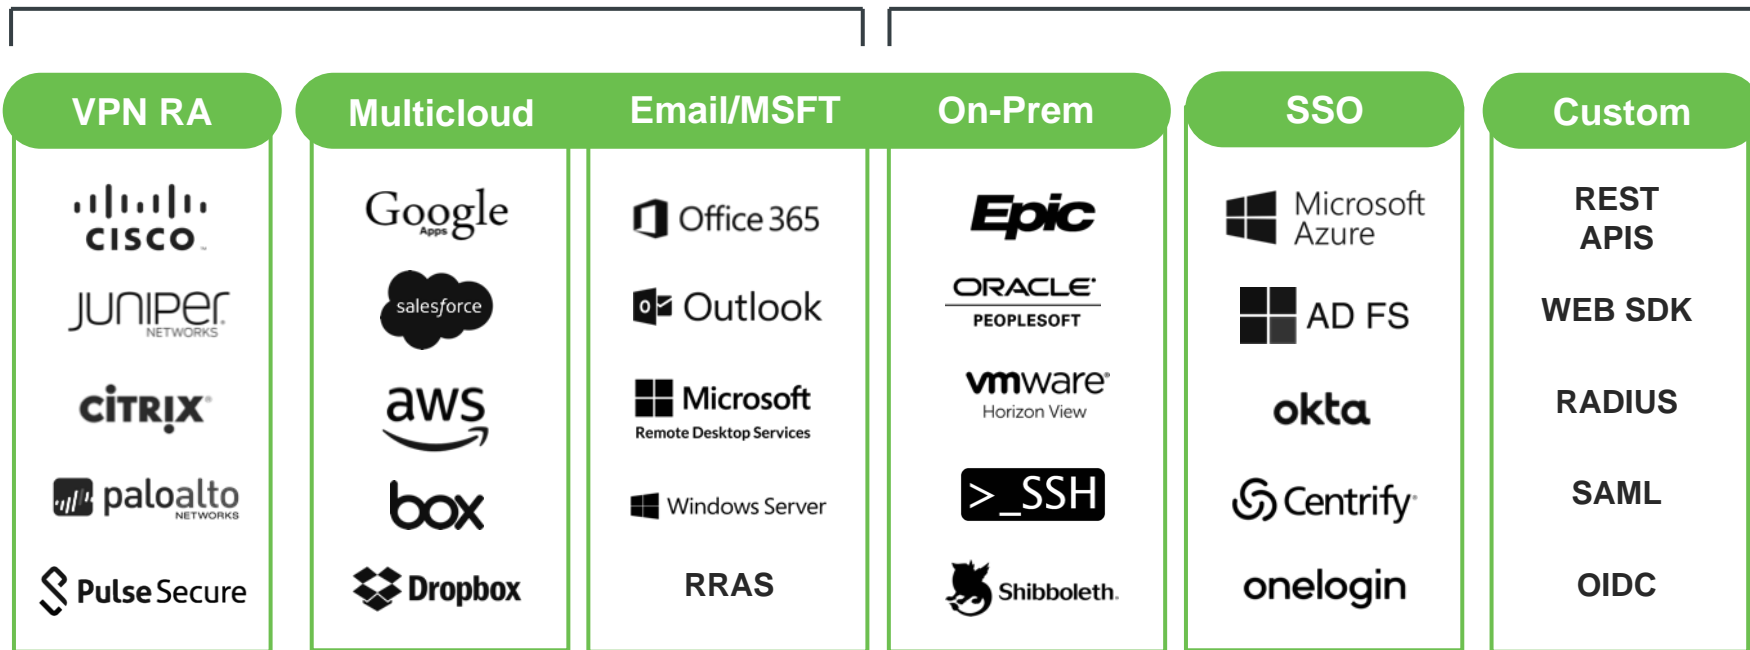 VPN RA
Multicloud
Email/MSFT
On-Prem
SSO
Custom
CISCO
JUNIPER
NETWORKS
CITRIX
paloalto
NETWORKS
Pulse Secure
Google
Apps
salesforce
aws
box
Dropbox
Office 365
Outlook
Microsoft
Remote Desktop Services
Windows Server
RRAS
Epic
ORACLE
PEOPLESOFT
vmware
Horizon View
>_SSH
Shibboleth.
Microsoft
Azure
AD FS
okta
Centrify
onelogin
REST
APIS
WEB SDK
RADIUS
SAML
OIDC